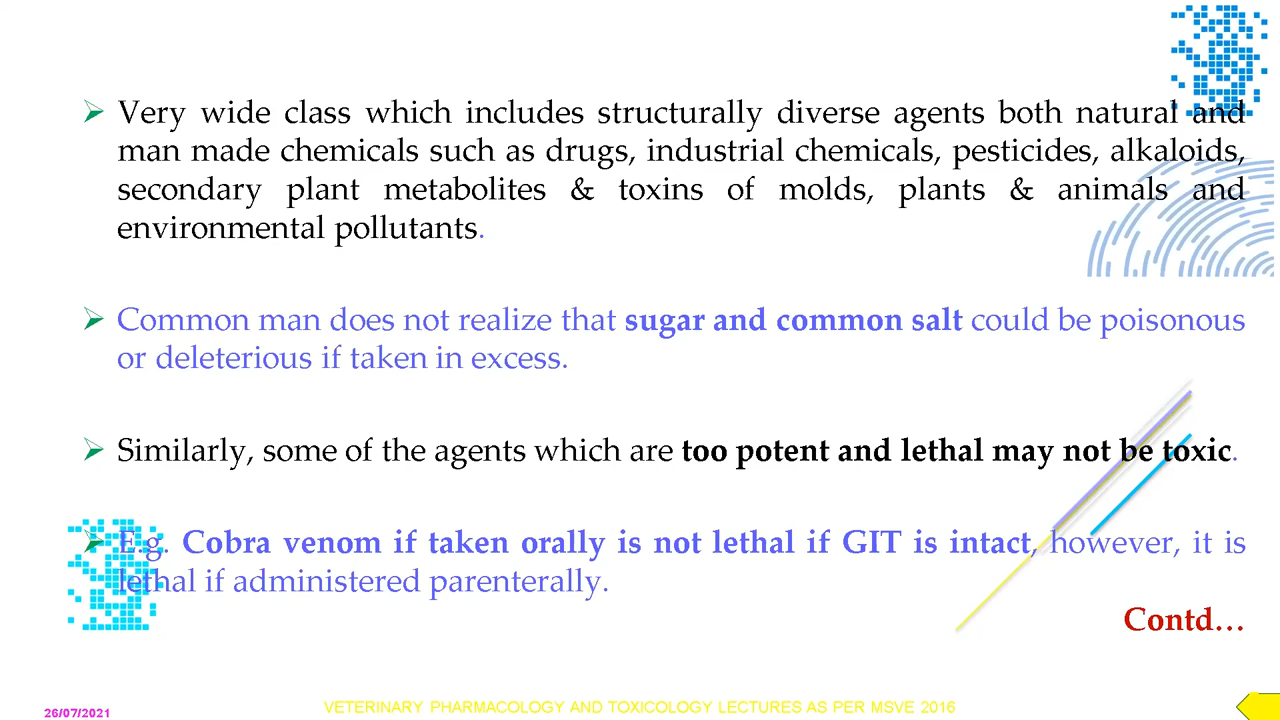 ➢ Very wide class which includes structurally diverse agents both natural and
man made chemicals such as drugs, industrial chemicals, pesticides, alkaloids,
secondary plant metabolites & toxins of molds, plants & animals and
environmental pollutants.
➢ Common man does not realize that sugar and common salt could be poisonous
or deleterious if taken in excess.
➢ Similarly, some of the agents which are too potent and lethal may not be toxic.
➢ E.g. Cobra venom if taken orally is not lethal if GIT is intact, however, it is
lethal if administered parenterally.
Contd…
26/07/2021
VETERINARY PHARMACOLOGY AND TOXICOLOGY LECTURES AS PER MSVE 2016